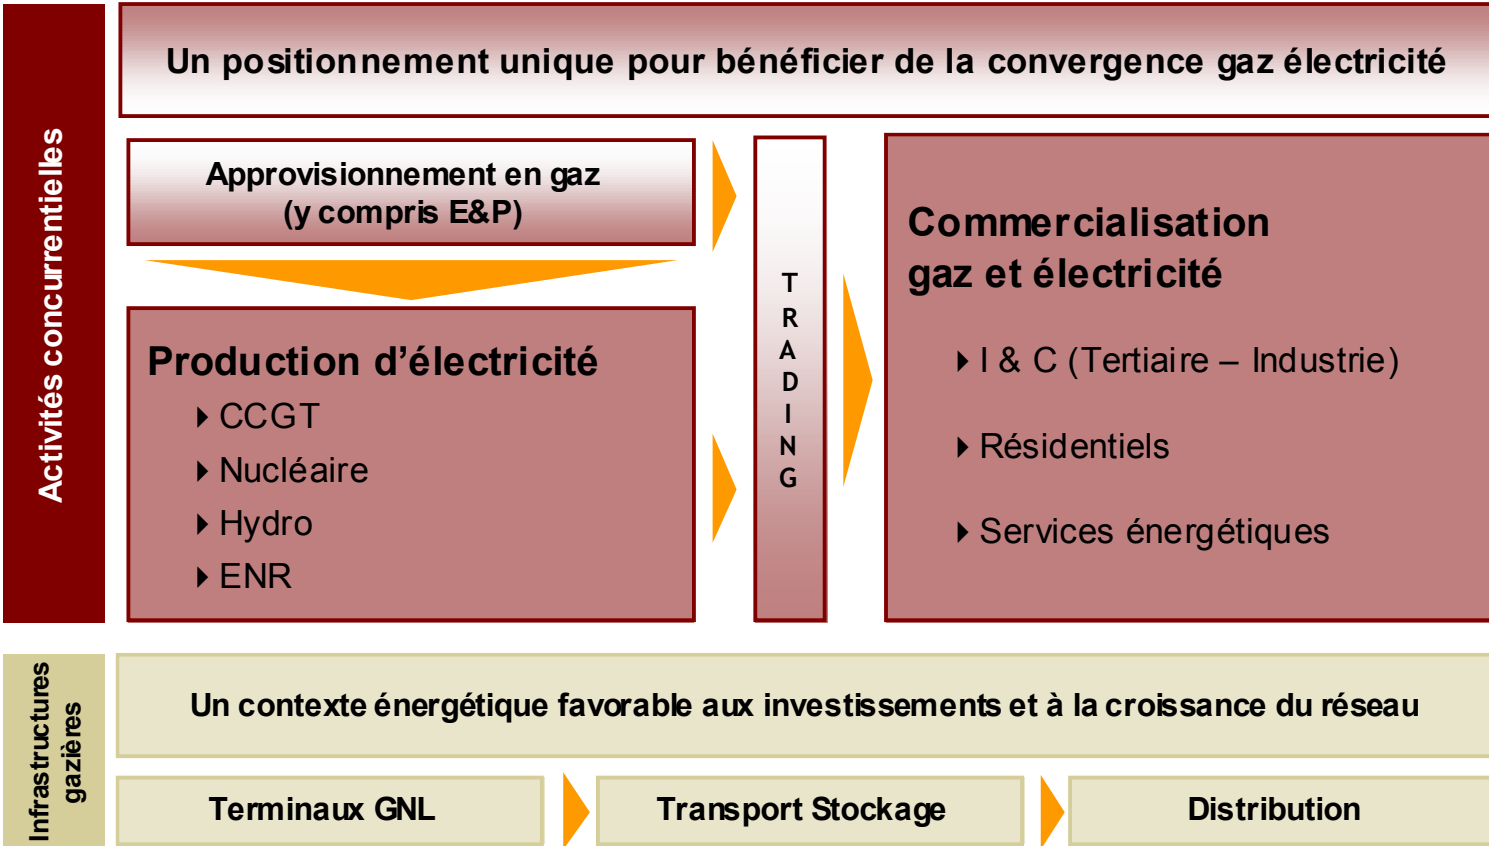 Activités concurrentielles
Un positionnement unique pour bénéficier de la convergence gaz électricité
Approvisionnement en gaz
(y compris E&P)
Production d’électricité
CCGT
Nucléaire
Hydro
ENR
TRADING
Commercialisation
gaz et électricité
I & C (Tertiaire – Industrie)
Résidentiels
Services énergétiques
Infrastructures
gazières
Un contexte énergétique favorable aux investissements et à la croissance du réseau
Terminaux GNL
Transport Stockage
Distribution